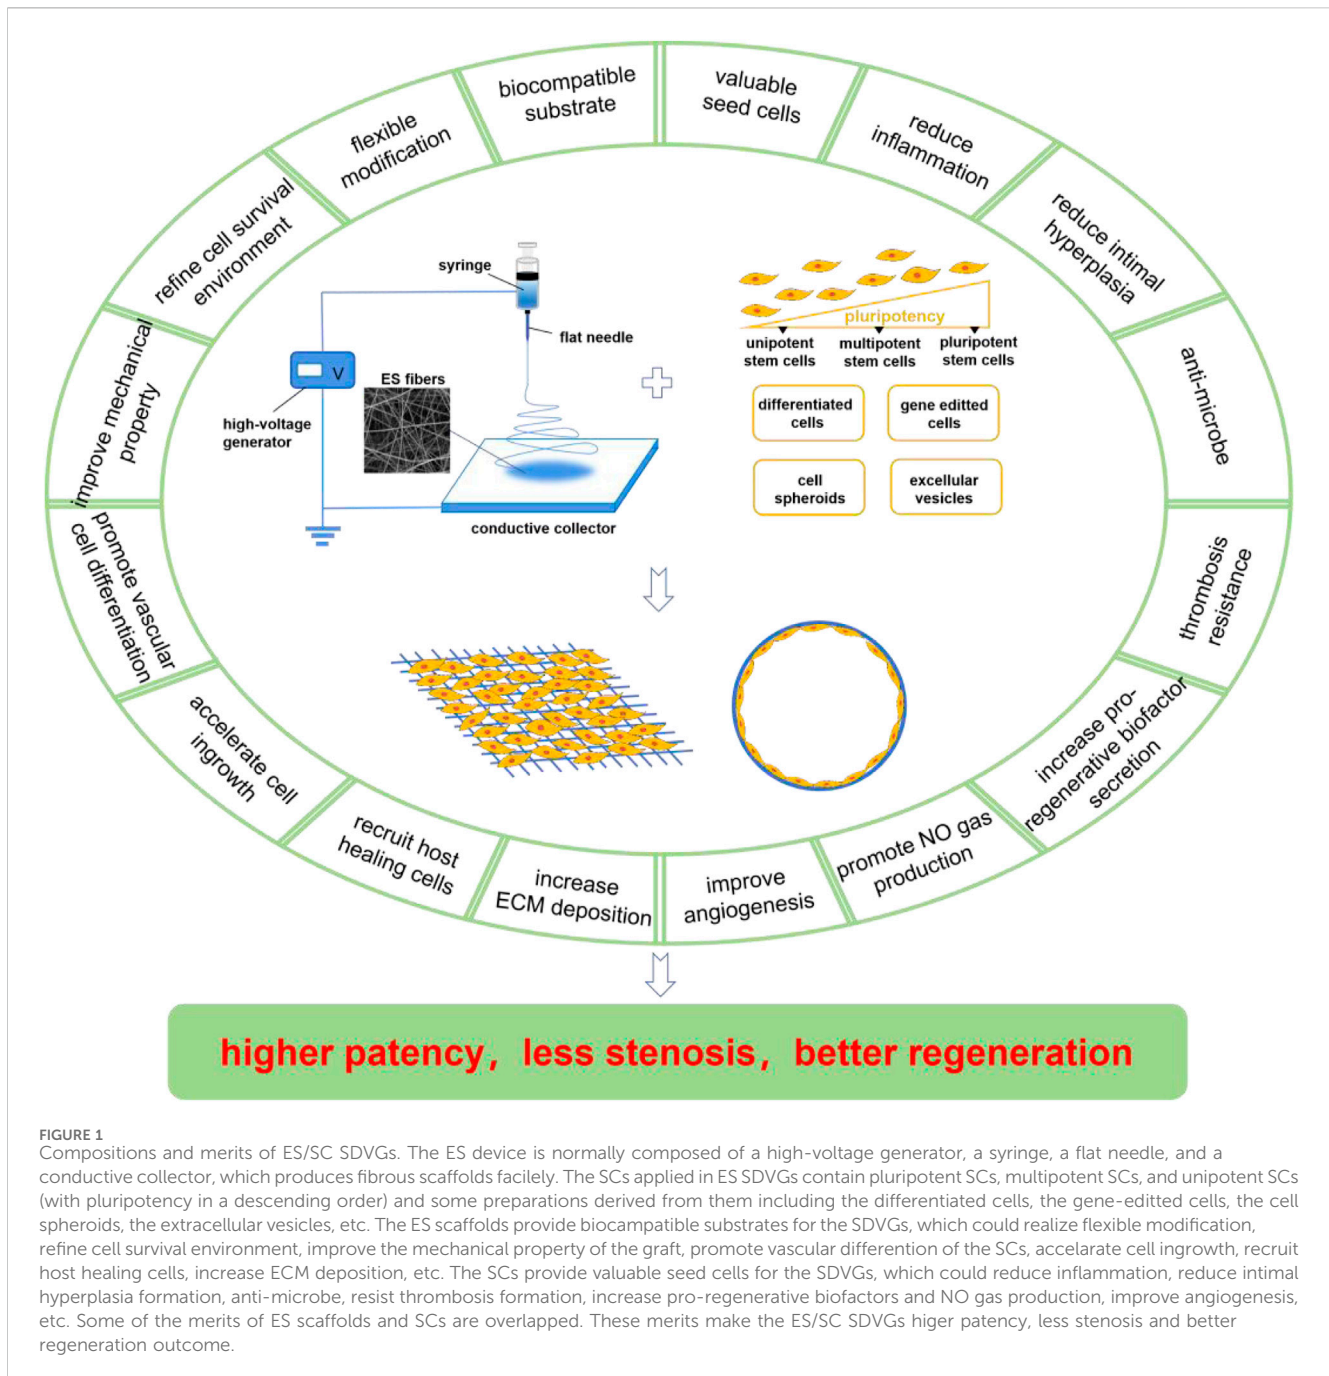 biocompatible
substrate
valuable
seed cells
reduce
inflammation
reduce intimal
hyperplasia
anti-microbe
thrombosis
resistance
increase pro-
regenerative biofactor
secretion
promote NO gas
production
improve
angiogenesis
increase
ECM deposition
recruit host
healing cells
accelerate cell
ingrowth
promote vascular
cell differentiation
improve mechanical
property
refine cell survival
environment
flexible
modification
syringe
flat needle
V
ES fibers
high-voltage
generator
conductive collector
pluripotency
unipotent
stem cells
multipotent
stem cells
pluripotent
stem cells
differentiated
cells
gene editted
cells
cell
spheroids
excellular
vesicles
higher patency, less stenosis, better regeneration
FIGURE 1
Compositions and merits of ES/SC SDVGs. The ES device is normally composed of a high-voltage generator, a syringe, a flat needle, and a
conductive collector, which produces fibrous scaffolds facilely. The SCs applied in ES SDVGs contain pluripotent SCs, multipotent SCs, and unipotent SCs
(with pluripotency in a descending order) and some preparations derived from them including the differentiated cells, the gene-editted cells, the cell
spheroids, the extracellular vesicles, etc. The ES scaffolds provide biocampatible substrates for the SDVGs, which could realize flexible modification,
refine cell survival environment, improve the mechanical property of the graft, promote vascular differention of the SCs, accelarate cell ingrowth, recruit
host healing cells, increase ECM deposition, etc. The SCs provide valuable seed cells for the SDVGs, which could reduce inflammation, reduce intimal
hyperplasia formation, anti-microbe, resist thrombosis formation, increase pro-regenerative biofactors and NO gas production, improve angiogenesis,
etc. Some of the merits of ES scaffolds and SCs are overlapped. These merits make the ES/SC SDVGs higer patency, less stenosis and better
regeneration outcome.